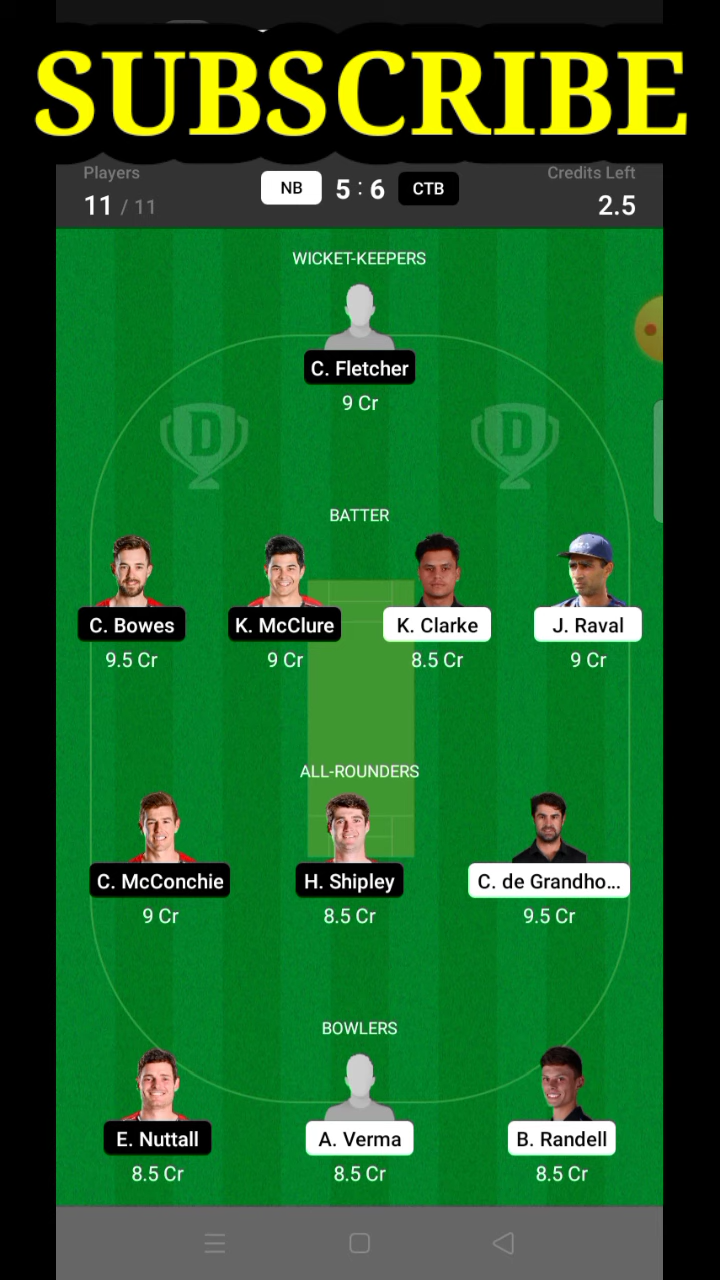 SUBSCRIBE
Players
Credits Left
11 / 11
NB 5 : 6 CTB
2.5
WICKET-KEEPERS
C. Fletcher
9 Cr
BATTER
C. Bowes K. McClure K. Clarke J. Raval
9.5 Cr 9 Cr 8.5 Cr 9 Cr
ALL-ROUNDERS
C. McConchie H. Shipley C. de Grandho...
9 Cr 8.5 Cr 9.5 Cr
BOWLERS
E. Nuttall A. Verma B. Randell
8.5 Cr 8.5 Cr 8.5 Cr